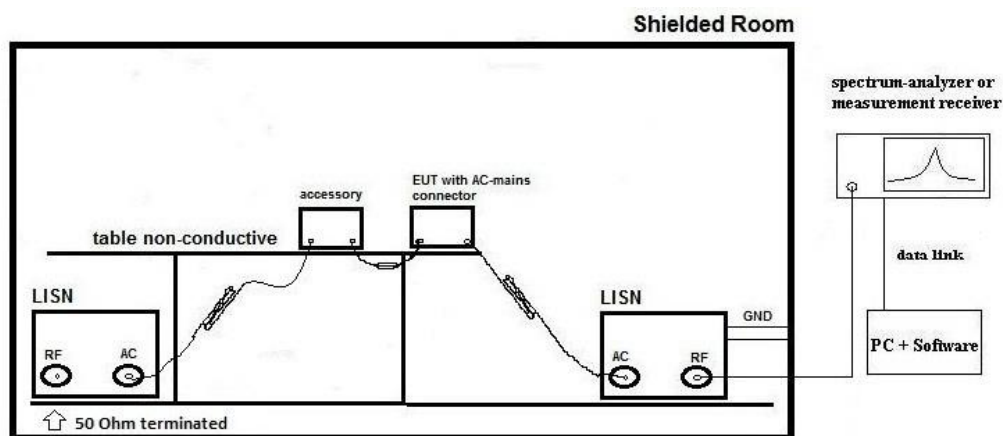 Shielded Room
spectrum-analyzer or
measurement receiver
EUT with AC-mains
connector
accessory
table non-conductive
data link
LISN
LISN
GND
PC + Software
RF
AC
AC
RF
50 Ohm terminated